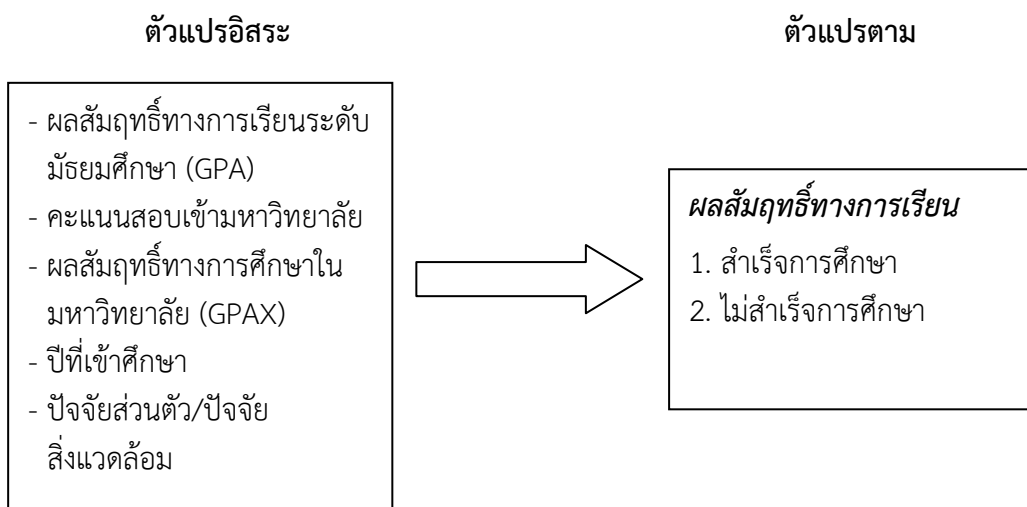 ตัวแปรอิสระ
ตัวแปรตาม
- ผลสัมฤทธิ์ทางการเรียนระดับ
มัธยมศึกษา (GPA)
- คะแนนสอบเข้ามหาวิทยาลัย
- ผลสัมฤทธิ์ทางการศึกษาใน
มหาวิทยาลัย (GPAX)
- ปีที่เข้าศึกษา
- ปัจจัยส่วนตัว/ปัจจัย
สิ่งแวดล้อม
ผลสัมฤทธิ์ทางการเรียน
1. สำเร็จการศึกษา
2. ไม่สำเร็จการศึกษา